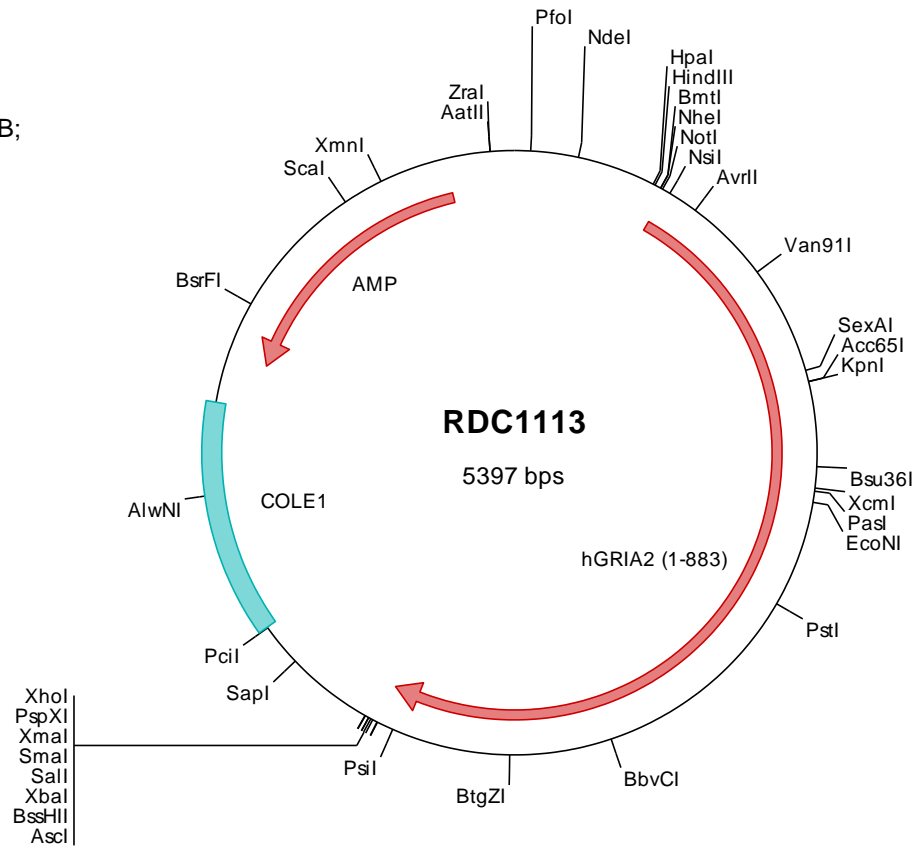 B;
PfoI
NdeI
HpaI
HindIII
BmtI
NheI
NotI
NsiI
AvrII
Van91I
SexAI
Acc65I
KpnI
Bsu36I
XcmI
PasI
EcoNI
PstI
BbvCI
BtgZI
PsiI
XhoI
PspXI
XmaI
SmaI
SalI
XbaI
BssHII
AscI
SapI
PciI
AlwNI
BsrFI
ScaI
XmnI
AatII
ZraI
AMP
COLE1
hGRIA2 (1-883)
RDC1113
5397 bps